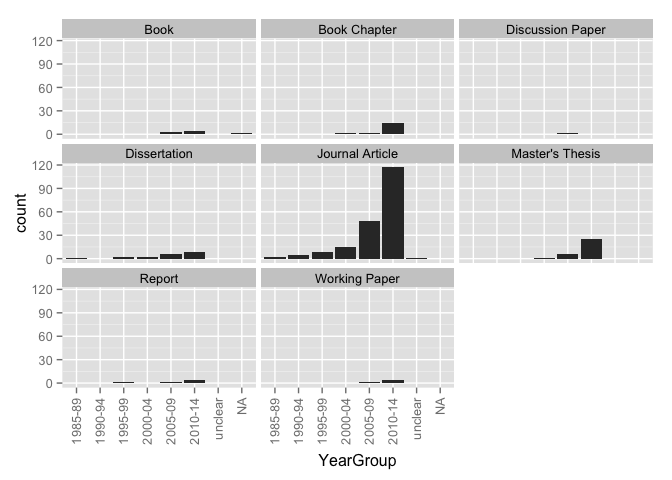 Book Book Chapter Discussion Paper
120
90
60
30
0
Dissertation Journal Article Master's Thesis
120
90
60
30
0
Report Working Paper
120
90
60
30
0
count
1985-89 1990-94 1995-99 2000-04 2005-09 2010-14 unclear NA 1985-89 1990-94 1995-99 2000-04 2005-09 2010-14 unclear NA
YearGroup